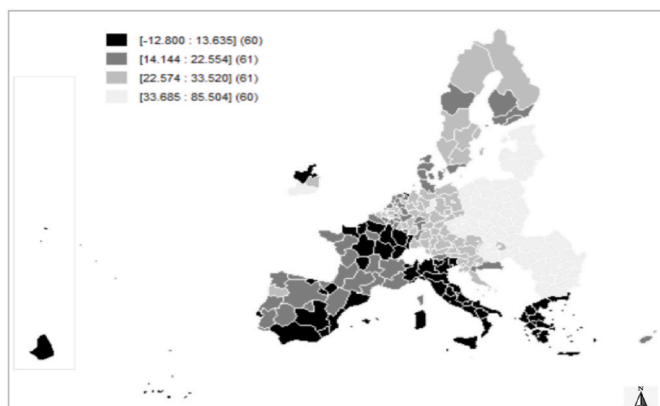 [-12.800 : 13.635] (60)
[14.144 : 22.554] (61)
[22.574 : 33.520] (61)
[33.685 : 85.504] (60)
N